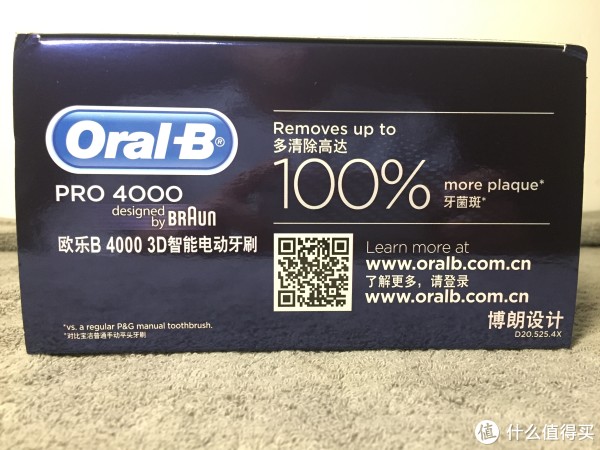 Oral-B®
PRO 4000
designed by BRAUN
欧乐B 4000 3D智能电动牙刷
Removes up to
多清除高达
100%
more plaque*
牙菌斑*
Learn more at
www.oralb.com.cn
了解更多，请登录
www.oralb.com.cn
博朗设计
D20.525.4X
*vs. a regular P&G manual toothbrush.
*对比宝洁普通手动平头牙刷
值 什么值得买